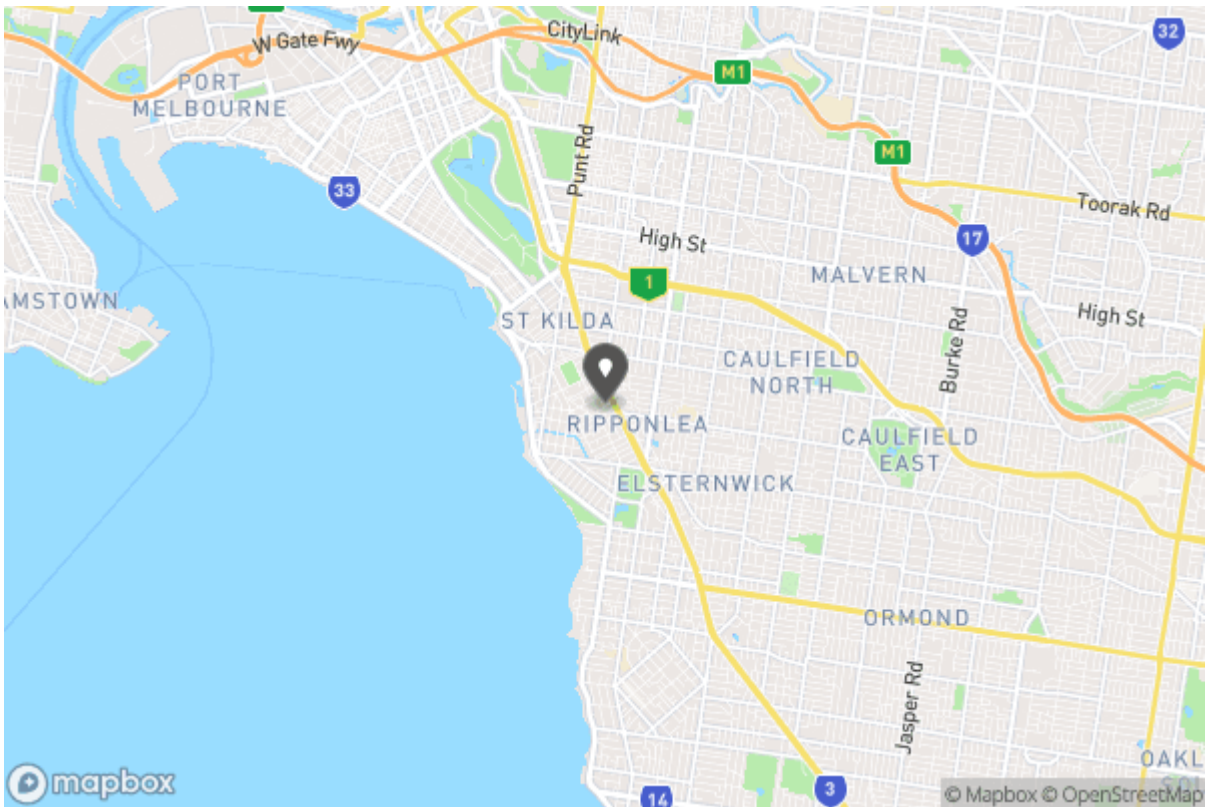 CityLink
32
W Gate Fwy
M1
PORT
MELBOURNE
Punt Rd
M1
33
Toorak Rd
High St
17
MALVERN
1
AMSTOWN
ST KILDA
High St
Burke Rd
CAULFIELD
NORTH
RIPPONLEA
CAULFIELD
EAST
ELSTERNWICK
ORMOND
Jasper Rd
OAKL
mapbox
3
14
© Mapbox © OpenStreetMap